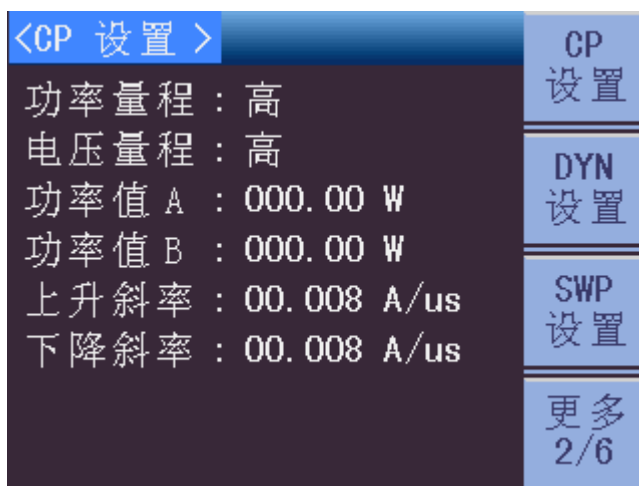 <CP 设置 >
功率量程 : 高
电压量程 : 高
功率值 A : 000.00 W
功率值 B : 000.00 W
上升斜率 : 00.008 A/us
下降斜率 : 00.008 A/us
CP
设置
DYN
设置
SWP
设置
更多
2/6